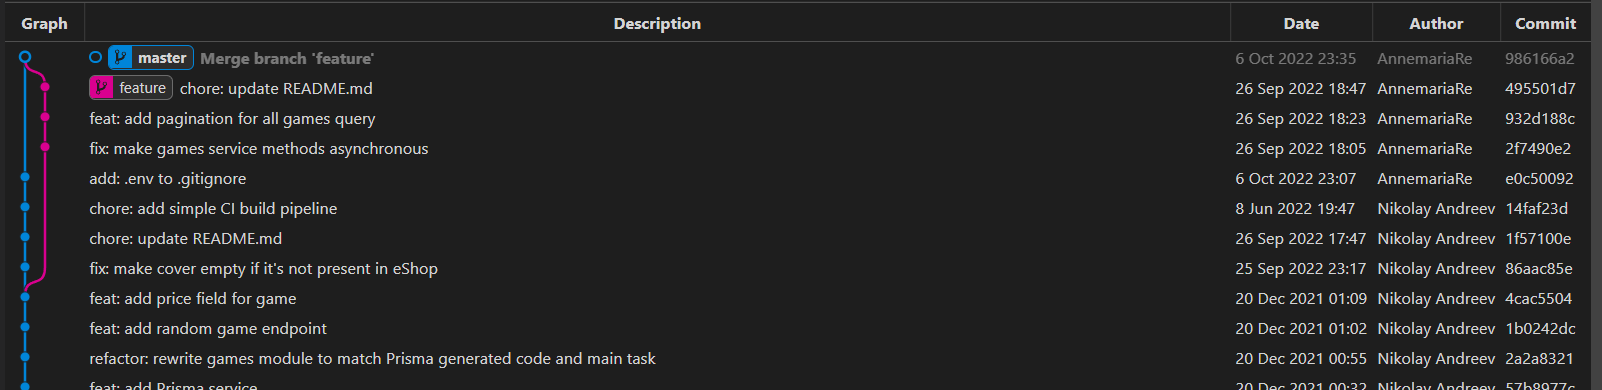 Graph Description Date Author Commit
master Merge branch 'feature' 6 Oct 2022 23:35 AnnemariaRe 986166a2
feature chore: update README.md 26 Sep 2022 18:47 AnnemariaRe 495501d7
feat: add pagination for all games query 26 Sep 2022 18:23 AnnemariaRe 932d188c
fix: make games service methods asynchronous 26 Sep 2022 18:05 AnnemariaRe 2f7490e2
add: .env to .gitignore 6 Oct 2022 23:07 AnnemariaRe e0c50092
chore: add simple CI build pipeline 8 Jun 2022 19:47 Nikolay Andreev 14faf23d
chore: update README.md 26 Sep 2022 17:47 Nikolay Andreev 1f57100e
fix: make cover empty if it's not present in eShop 25 Sep 2022 23:17 Nikolay Andreev 86aac85e
feat: add price field for game 20 Dec 2021 01:09 Nikolay Andreev 4cac5504
feat: add random game endpoint 20 Dec 2021 01:02 Nikolay Andreev 1b0242dc
refactor: rewrite games module to match Prisma generated code and main task 20 Dec 2021 00:55 Nikolay Andreev 2a2a8321
feat: add Prisma service 20 Dec 2021 00:32 Nikolay Andreev 57b8977c